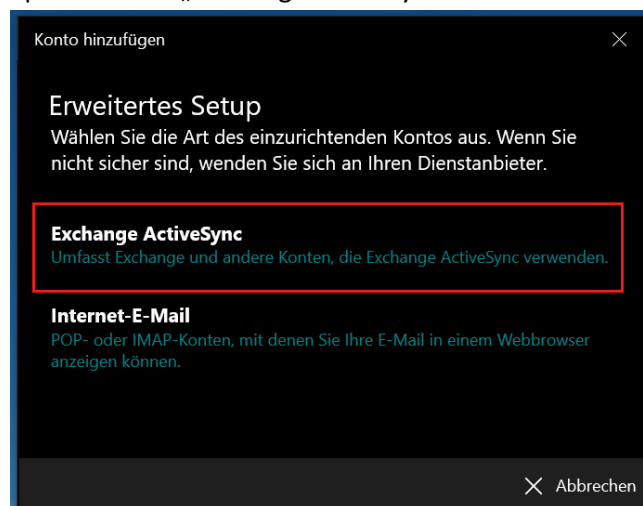 Konto hinzufügen
Erweitertes Setup
Wählen Sie die Art des einzurichtenden Kontos aus. Wenn Sie
nicht sicher sind, wenden Sie sich an Ihren Dienstanbieter.
Exchange ActiveSync
Umfasst Exchange und andere Konten, die Exchange ActiveSync verwenden.
Internet-E-Mail
POP- oder IMAP-Konten, mit denen Sie Ihre E-Mail in einem Webbrowser
anzeigen können.
Abbrechen